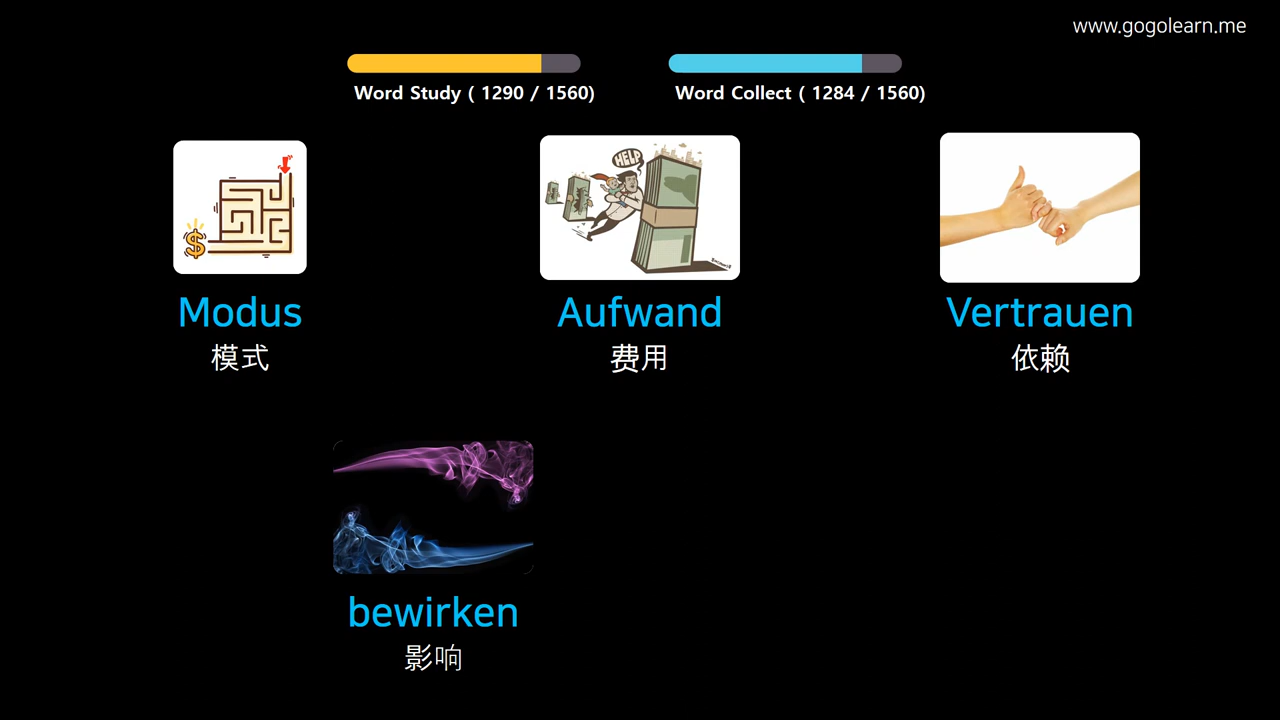 www.gogolearn.me
Word Study ( 1290 / 1560)
Word Collect ( 1284 / 1560)
HELP
Modus
Aufwand
Vertrauen
模式
费用
依赖
bewirken
影响